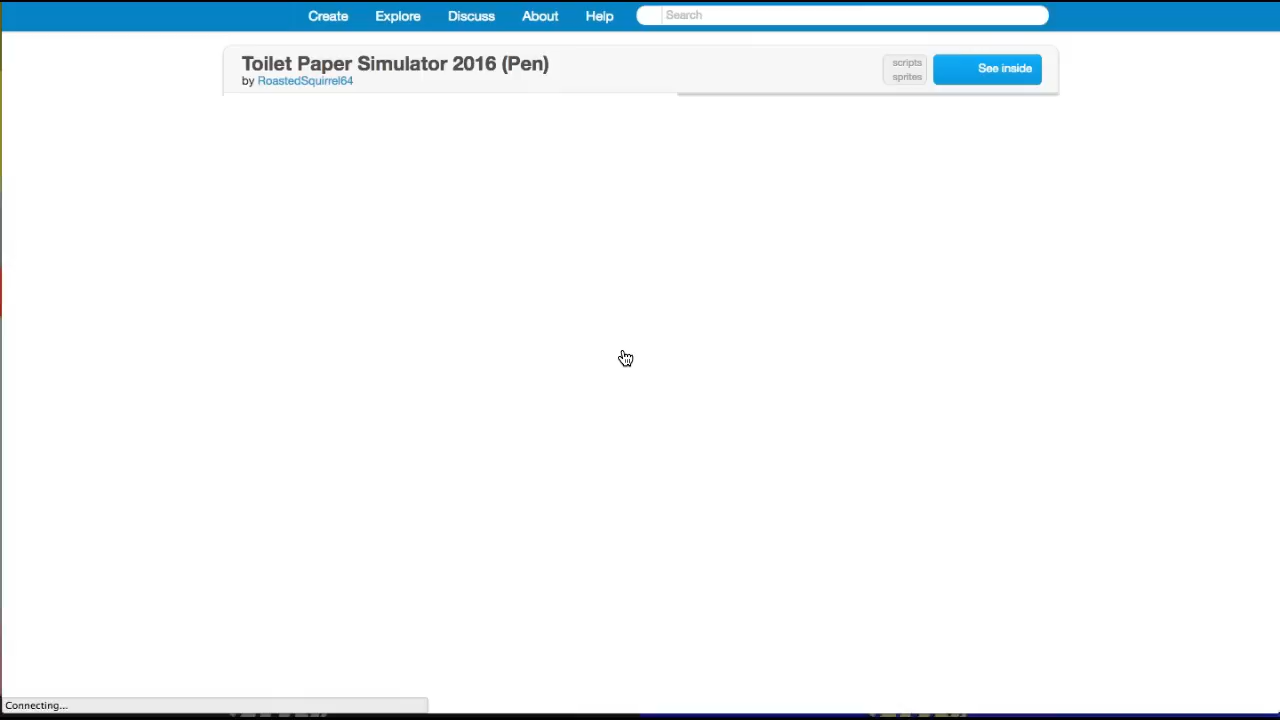 Create Explore Discuss About Help Search
Toilet Paper Simulator 2016 (Pen)
by RoastedSquirrel64
scripts
sprites
See inside
Connecting...